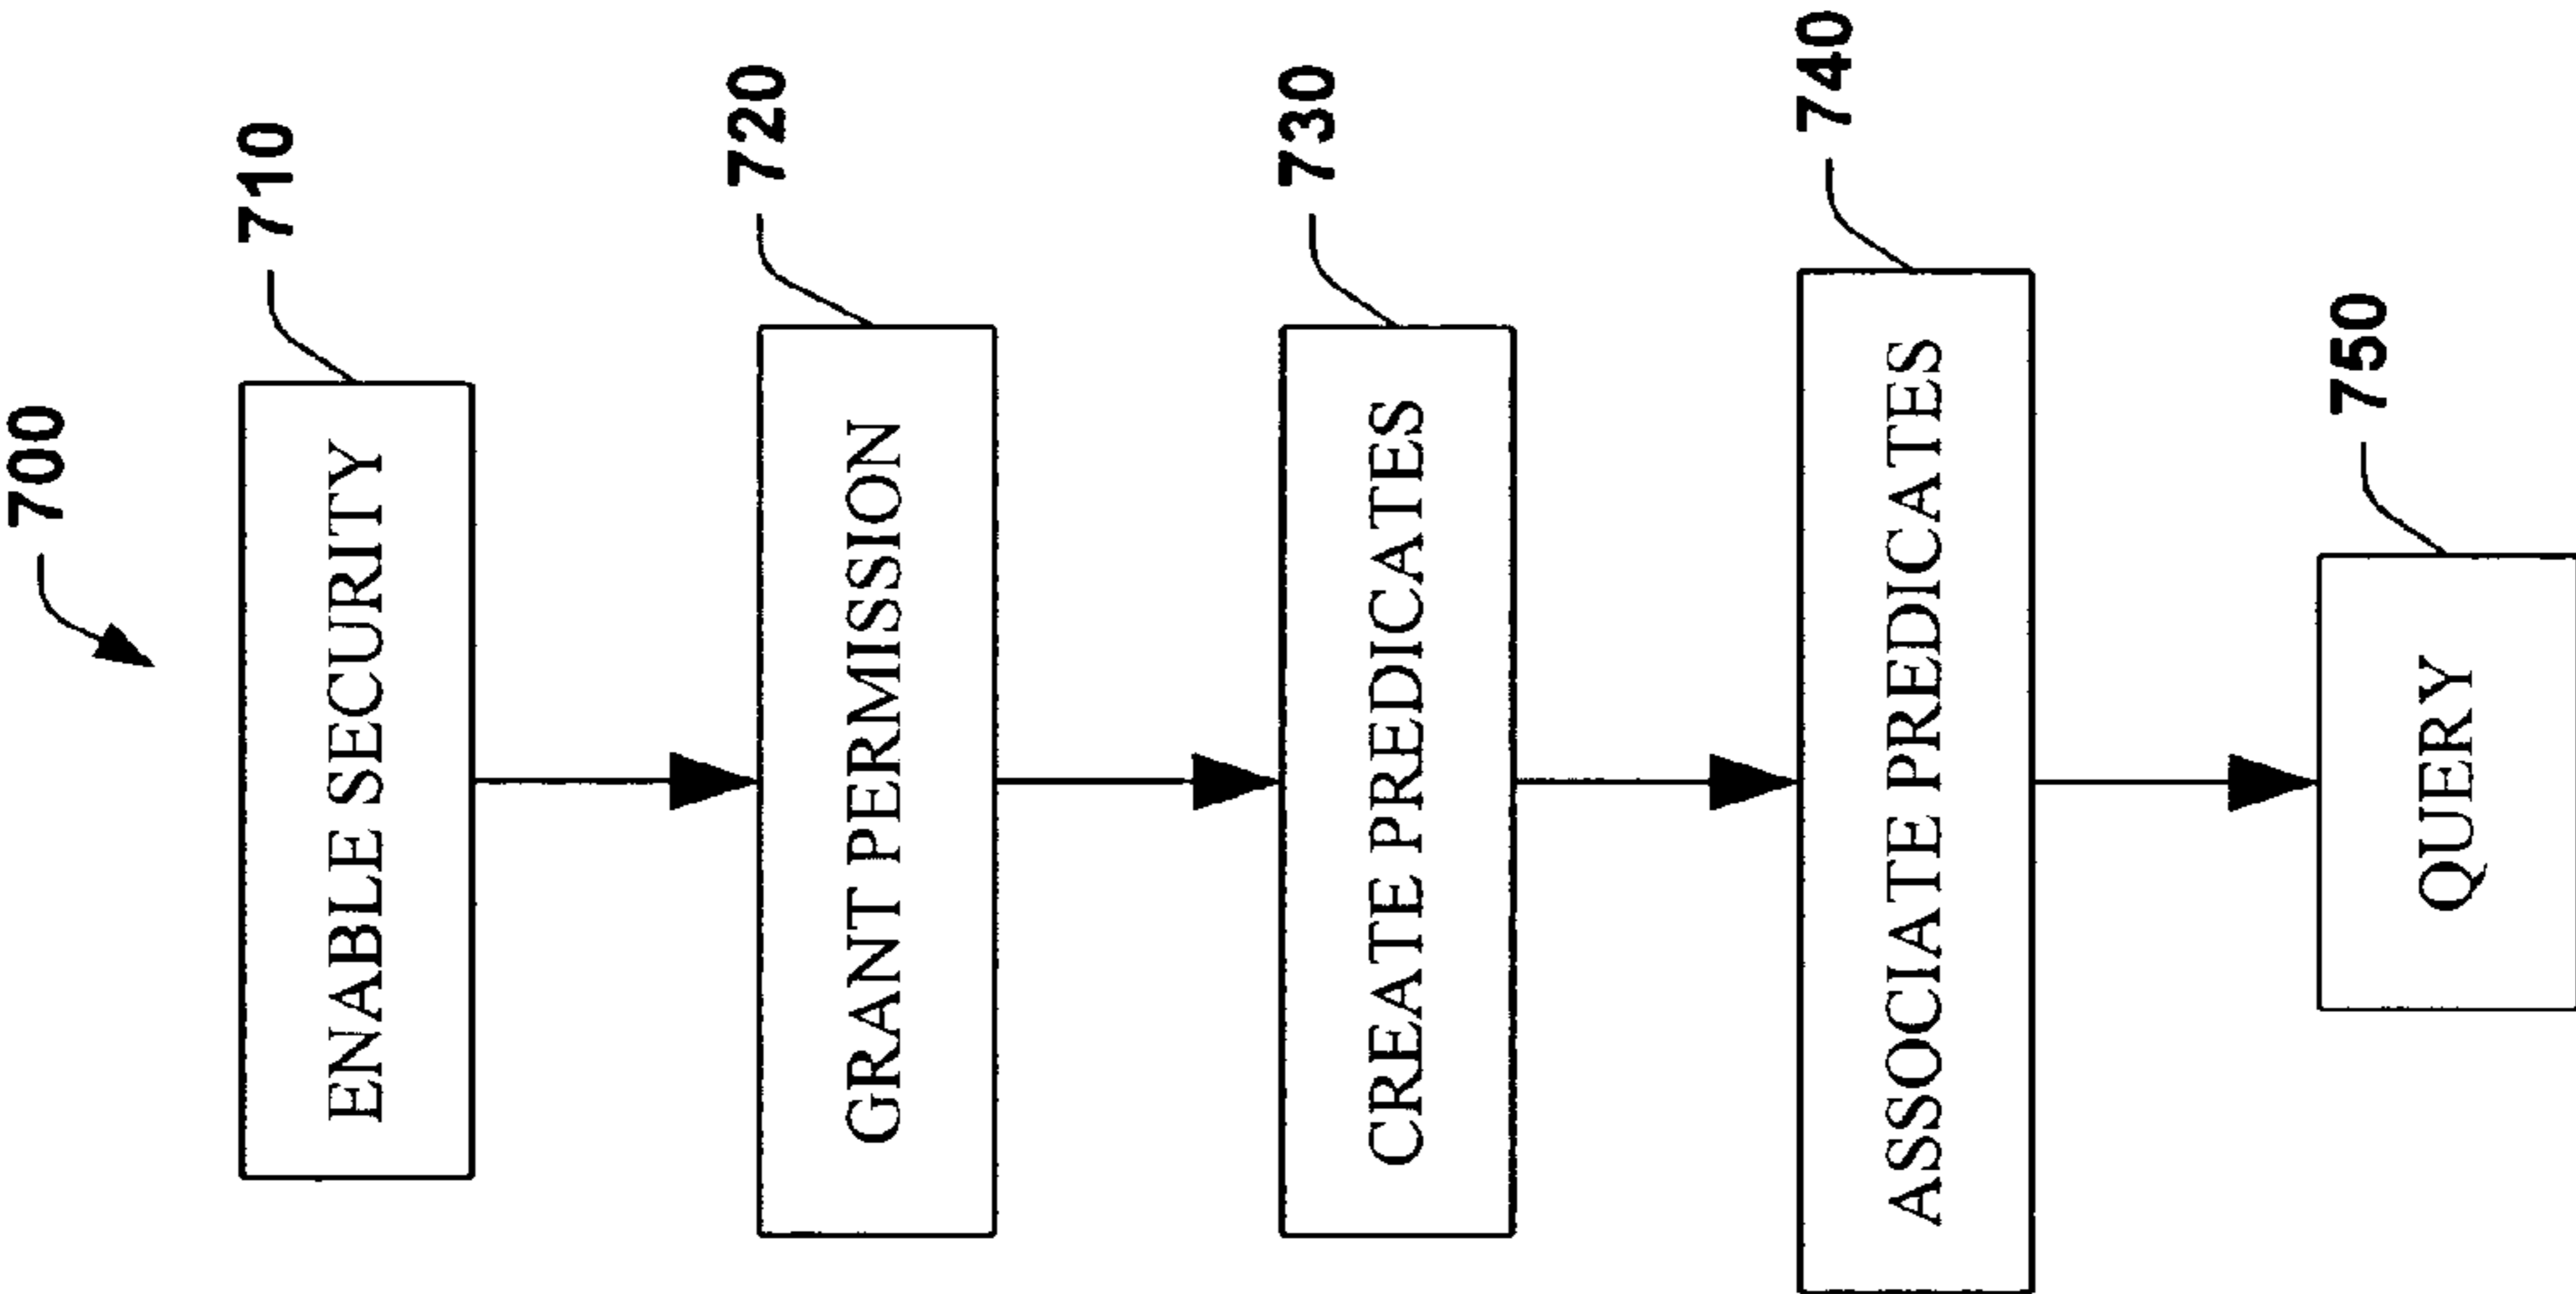 700
710
ENABLE SECURITY
720
GRANT PERMISSION
730
CREATE PREDICATES
740
ASSOCIATE PREDICATES
750
QUERY